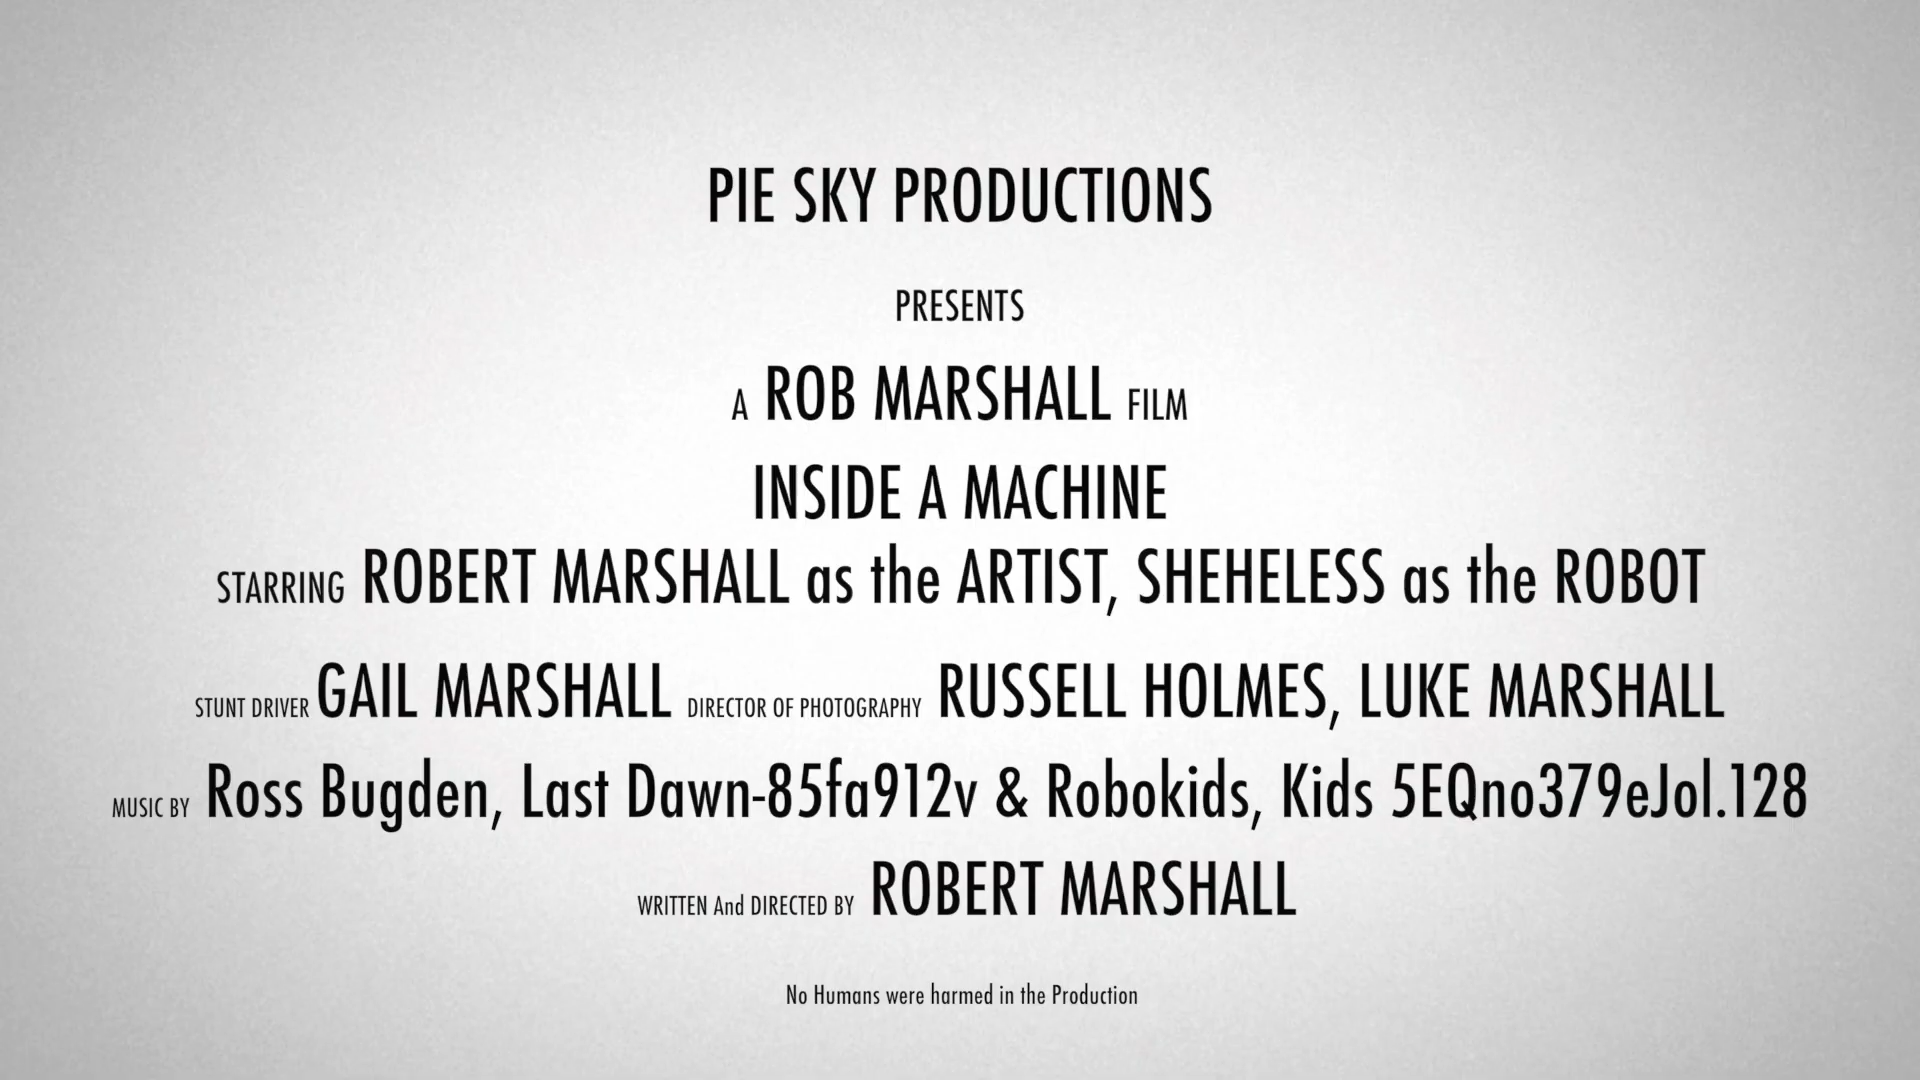 PIE SKY PRODUCTIONS
PRESENTS
A ROB MARSHALL FILM
INSIDE A MACHINE
STARRING ROBERT MARSHALL as the ARTIST, SHEHELESS as the ROBOT
STUNT DRIVER GAIL MARSHALL DIRECTOR OF PHOTOGRAPHY RUSSELL HOLMES, LUKE MARSHALL
MUSIC BY Ross Bugden, Last Dawn-85fa912v & Robokids, Kids 5EQno379eJol.128
WRITTEN And DIRECTED BY ROBERT MARSHALL
No Humans were harmed in the Production